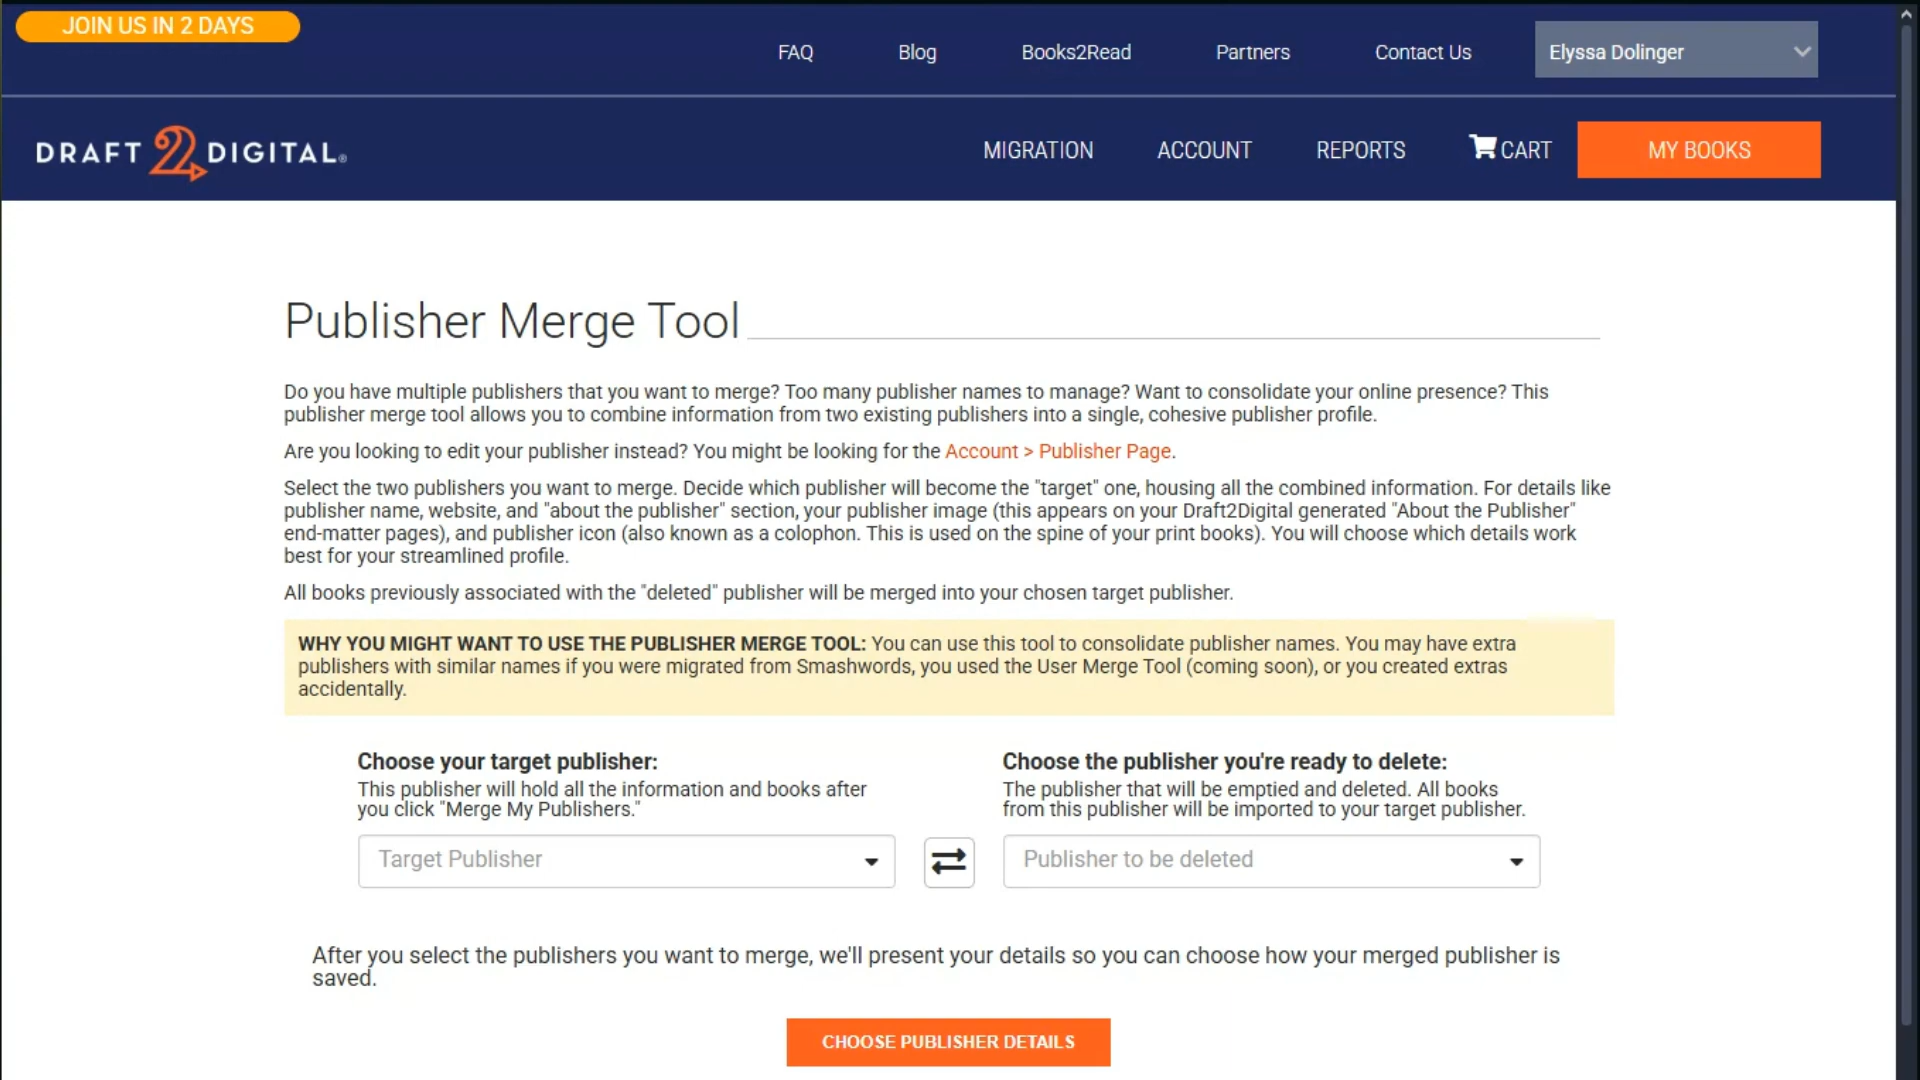 JOIN US IN 2 DAYS
FAQ Blog Books2Read Partners Contact Us Elyssa Dolinger
DRAFT 2 DIGITAL® MIGRATION ACCOUNT REPORTS CART MY BOOKS
Publisher Merge Tool
Do you have multiple publishers that you want to merge? Too many publisher names to manage? Want to consolidate your online presence? This
publisher merge tool allows you to combine information from two existing publishers into a single, cohesive publisher profile.
Are you looking to edit your publisher instead? You might be looking for the Account > Publisher Page.
Select the two publishers you want to merge. Decide which publisher will become the "target" one, housing all the combined information. For details like
publisher name, website, and "about the publisher" section, your publisher image (this appears on your Draft2Digital generated "About the Publisher"
end-matter pages), and publisher icon (also known as a colophon. This is used on the spine of your print books). You will choose which details work
best for your streamlined profile.
All books previously associated with the "deleted" publisher will be merged into your chosen target publisher.
WHY YOU MIGHT WANT TO USE THE PUBLISHER MERGE TOOL: You can use this tool to consolidate publisher names. You may have extra
publishers with similar names if you were migrated from Smashwords, you used the User Merge Tool (coming soon), or you created extras
accidentally.
Choose your target publisher:
This publisher will hold all the information and books after
you click "Merge My Publishers."
Target Publisher
Choose the publisher you're ready to delete:
The publisher that will be emptied and deleted. All books
from this publisher will be imported to your target publisher.
Publisher to be deleted
After you select the publishers you want to merge, we'll present your details so you can choose how your merged publisher is
saved.
CHOOSE PUBLISHER DETAILS